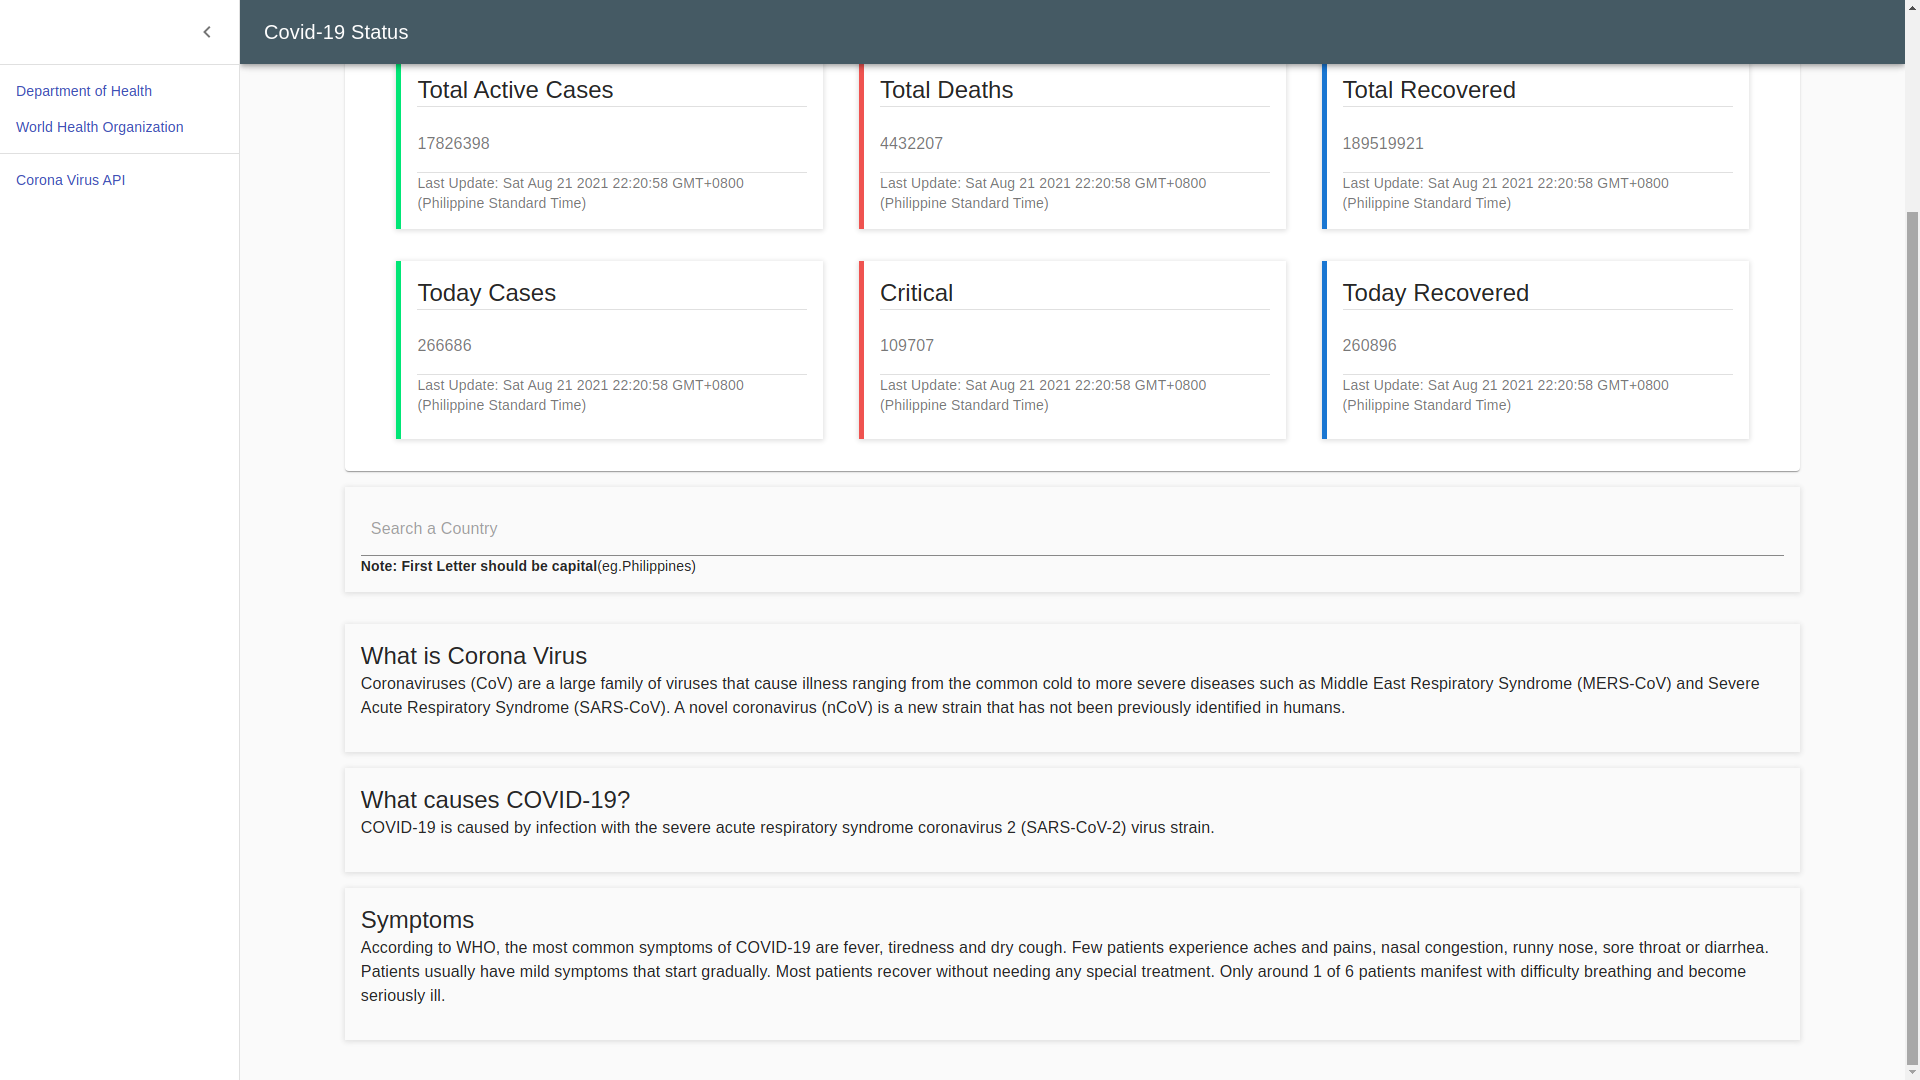 Covid-19 Status
Department of Health
World Health Organization
Corona Virus API
Total Active Cases
17826398
Last Update: Sat Aug 21 2021 22:20:58 GMT+0800
(Philippine Standard Time)
Total Deaths
4432207
Last Update: Sat Aug 21 2021 22:20:58 GMT+0800
(Philippine Standard Time)
Total Recovered
189519921
Last Update: Sat Aug 21 2021 22:20:58 GMT+0800
(Philippine Standard Time)
Today Cases
266686
Last Update: Sat Aug 21 2021 22:20:58 GMT+0800
(Philippine Standard Time)
Critical
109707
Last Update: Sat Aug 21 2021 22:20:58 GMT+0800
(Philippine Standard Time)
Today Recovered
260896
Last Update: Sat Aug 21 2021 22:20:58 GMT+0800
(Philippine Standard Time)
Search a Country
Note: First Letter should be capital(eg.Philippines)
What is Corona Virus
Coronaviruses (CoV) are a large family of viruses that cause illness ranging from the common cold to more severe diseases such as Middle East Respiratory Syndrome (MERS-CoV) and Severe
Acute Respiratory Syndrome (SARS-CoV). A novel coronavirus (nCoV) is a new strain that has not been previously identified in humans.
What causes COVID-19?
COVID-19 is caused by infection with the severe acute respiratory syndrome coronavirus 2 (SARS-CoV-2) virus strain.
Symptoms
According to WHO, the most common symptoms of COVID-19 are fever, tiredness and dry cough. Few patients experience aches and pains, nasal congestion, runny nose, sore throat or diarrhea.
Patients usually have mild symptoms that start gradually. Most patients recover without needing any special treatment. Only around 1 of 6 patients manifest with difficulty breathing and become
seriously ill.